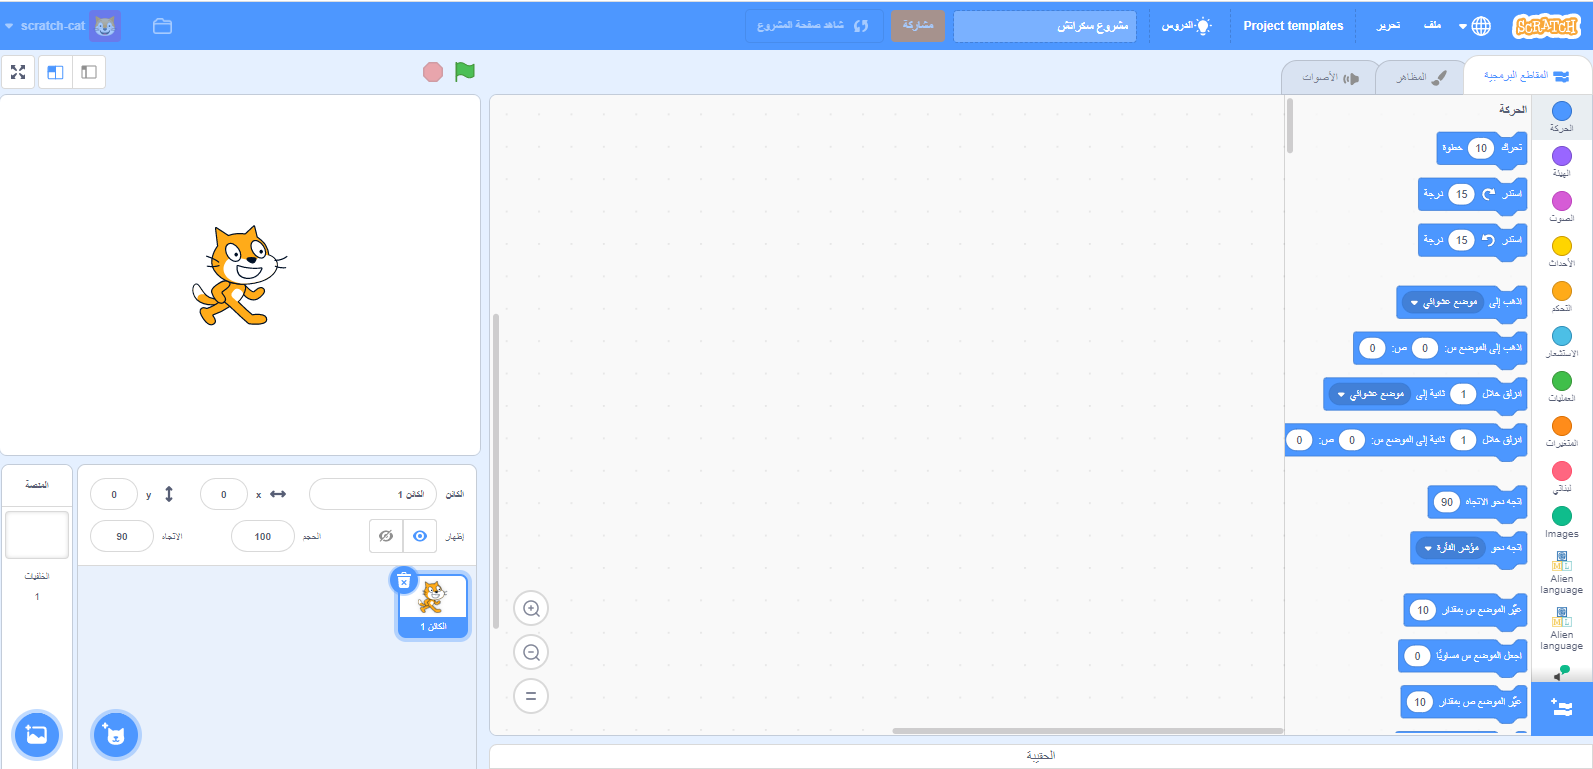 SCRATCH
ملف
تحرير
Project templates
الدروس
مشروع سكراتش
مشاركة
شاهد صفحة المشروع
scratch-cat
المقاطع البرمجية
المظاهر
الأصوات
الحركة
الهيئة
الصوت
الأحداث
التحكم
الاستشعار
العمليات
المتغيرات
لبناتي
Images
Alien
language
Alien
language
الحركة
تحرك 10 خطوة
استدر 15 درجة
استدر 15 درجة
اذهب إلى موضع عشوائي
اذهب إلى الموضع س: 0 ص: 0
انزلق خلال 1 ثانية إلى موضع عشوائي
انزلق خلال 1 ثانية إلى الموضع س: 0 ص: 0
اتجه نحو الاتجاه 90
اتجه نحو مؤشر الفأرة
غيّر الموضع س بمقدار 10
اجعل الموضع س مساويًا 0
غيّر الموضع ص بمقدار 10
الكائن الكائن 1 x 0 y 0
إظهار الحجم 100 الاتجاه 90
الكائن 1
المنصة
الخلفيات
1
الحقيبة